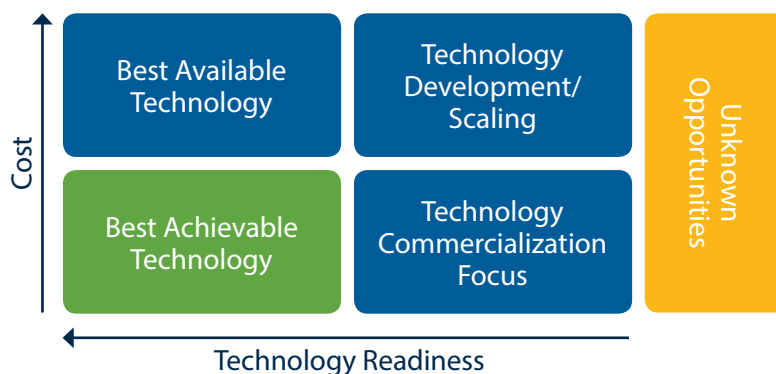 Best Available
Technology
Technology
Development/
Scaling
Unknown
Opportunities
Cost
Best Achievable
Technology
Technology
Commercialization
Focus
Technology Readiness